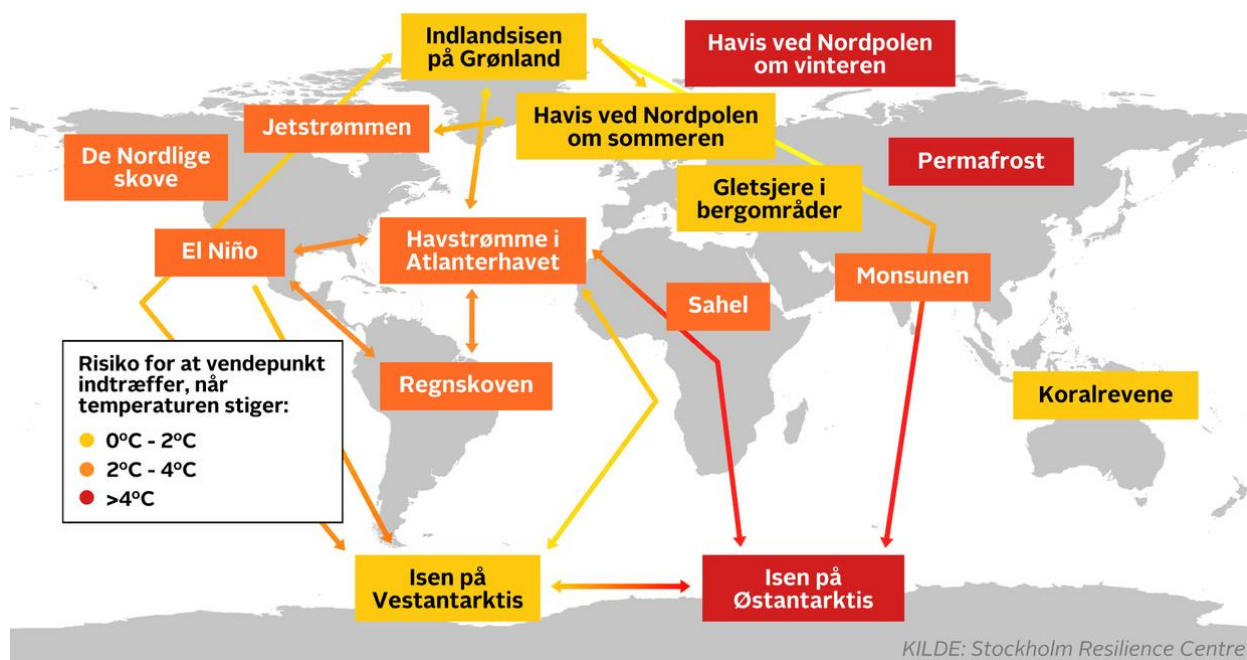 Indlandsisen
på Grønland
Havis ved Nordpolen
om vinteren
Jetstrømmen
Havis ved Nordpolen
om sommeren
De Nordlige
skove
Permafrost
Gletsjere i
bergområder
El Niño
Havstrømme i
Atlanterhavet
Monsunen
Sahel
Risiko for at vendepunkt
indtræffer, når
temperaturen stiger:
0°C - 2°C
2°C - 4°C
>4°C
Regnskoven
Koralrevene
Isen på
Vestantarktis
Isen på
Østantarktis
KILDE: Stockholm Resilience Centre